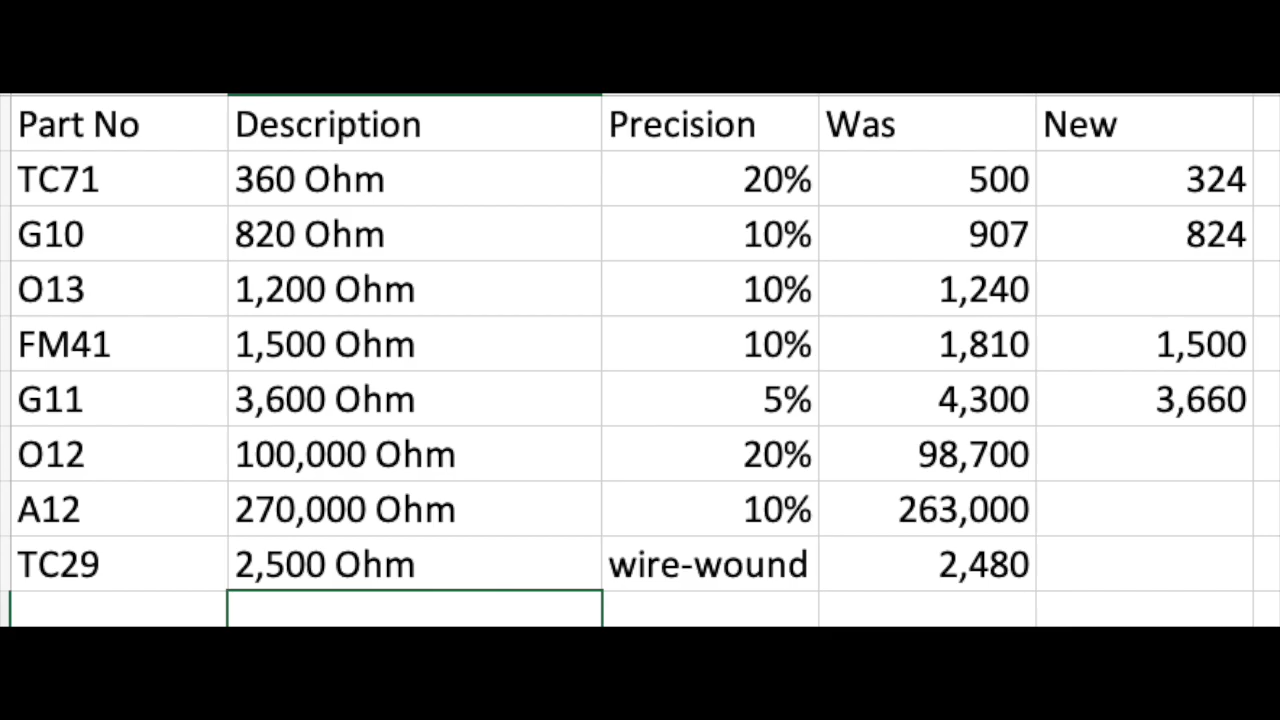 Part No Description Precision Was New
TC71 360 Ohm 20% 500 324
G10 820 Ohm 10% 907 824
O13 1,200 Ohm 10% 1,240
FM41 1,500 Ohm 10% 1,810 1,500
G11 3,600 Ohm 5% 4,300 3,660
O12 100,000 Ohm 20% 98,700
A12 270,000 Ohm 10% 263,000
TC29 2,500 Ohm wire-wound 2,480